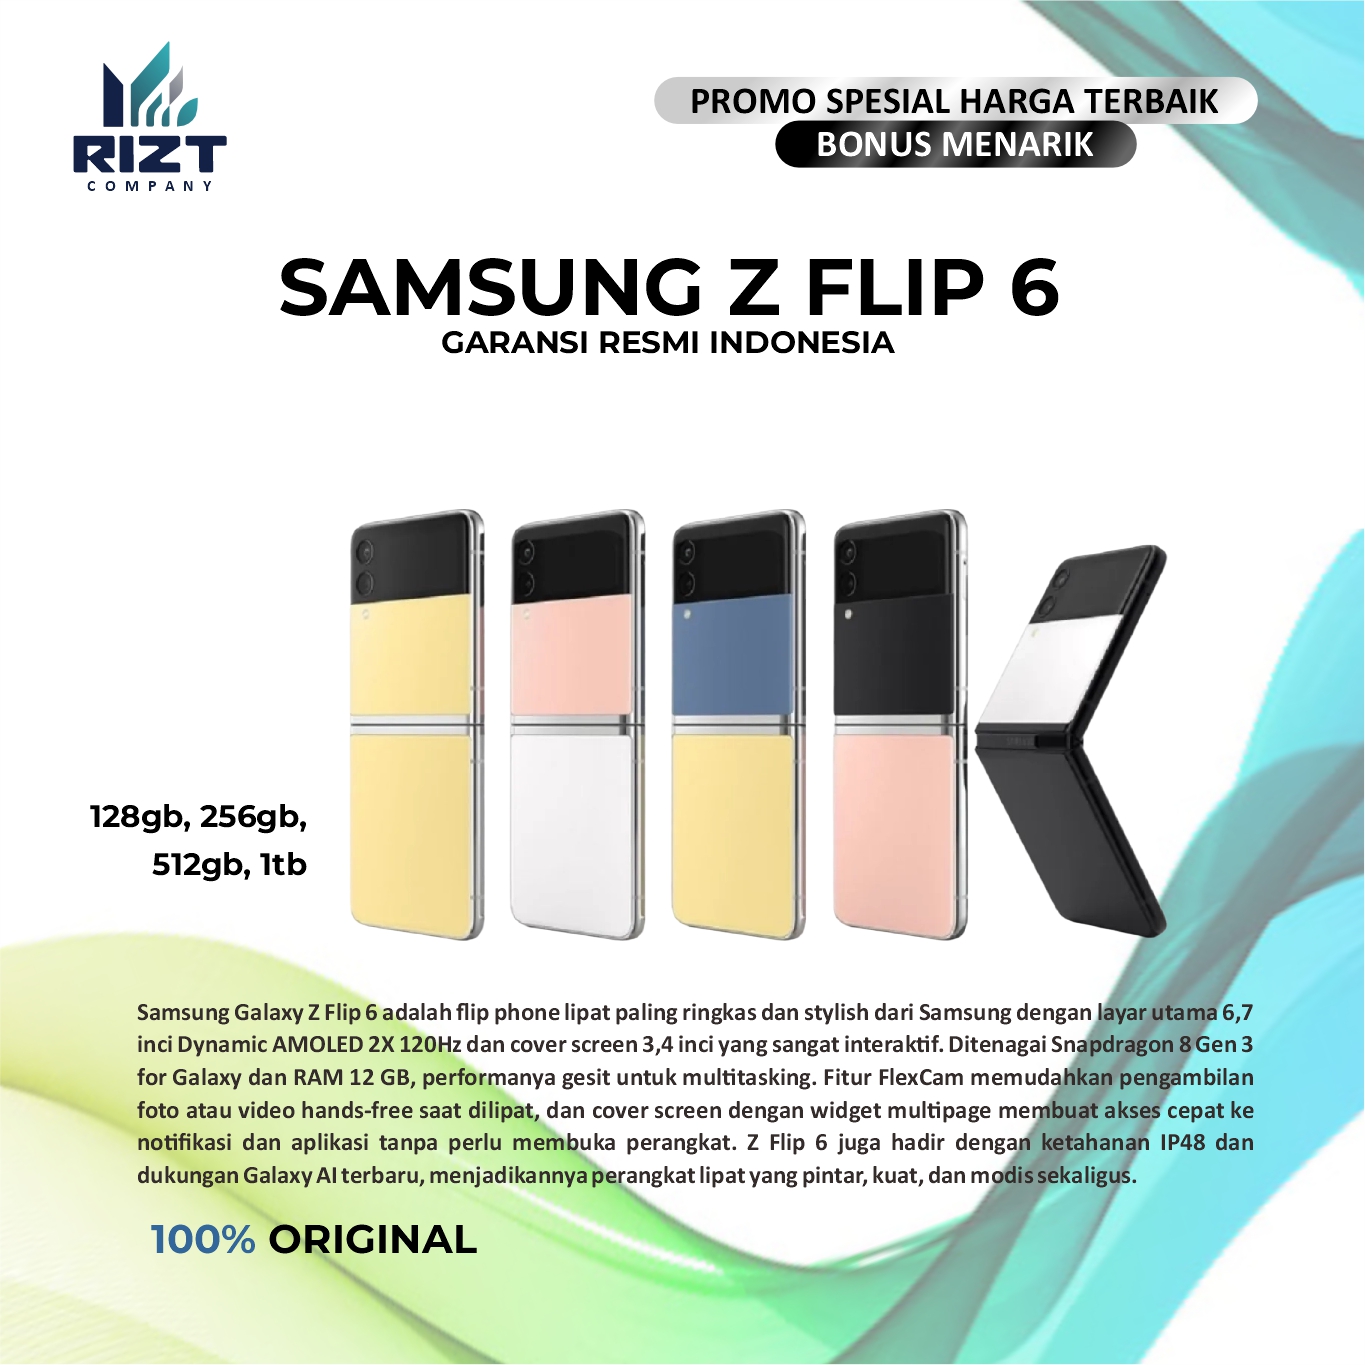 RIZT
COMPANY
PROMO SPESIAL HARGA TERBAIK
BONUS MENARIK
SAMSUNG Z FLIP 6
GARANSI RESMI INDONESIA
128gb, 256gb,
512gb, 1tb
Samsung Galaxy Z Flip 6 adalah flip phone lipat paling ringkas dan stylish dari Samsung dengan layar utama 6,7
inci Dynamic AMOLED 2X 120Hz dan cover screen 3,4 inci yang sangat interaktif. Ditenagai Snapdragon 8 Gen 3
for Galaxy dan RAM 12 GB, performanya gesit untuk multitasking. Fitur FlexCam memudahkan pengambilan
foto atau video hands-free saat dilipat, dan cover screen dengan widget multipage membuat akses cepat ke
notifikasi dan aplikasi tanpa perlu membuka perangkat. Z Flip 6 juga hadir dengan ketahanan IP48 dan
dukungan Galaxy AI terbaru, menjadikannya perangkat lipat yang pintar, kuat, dan modis sekaligus.
100% ORIGINAL